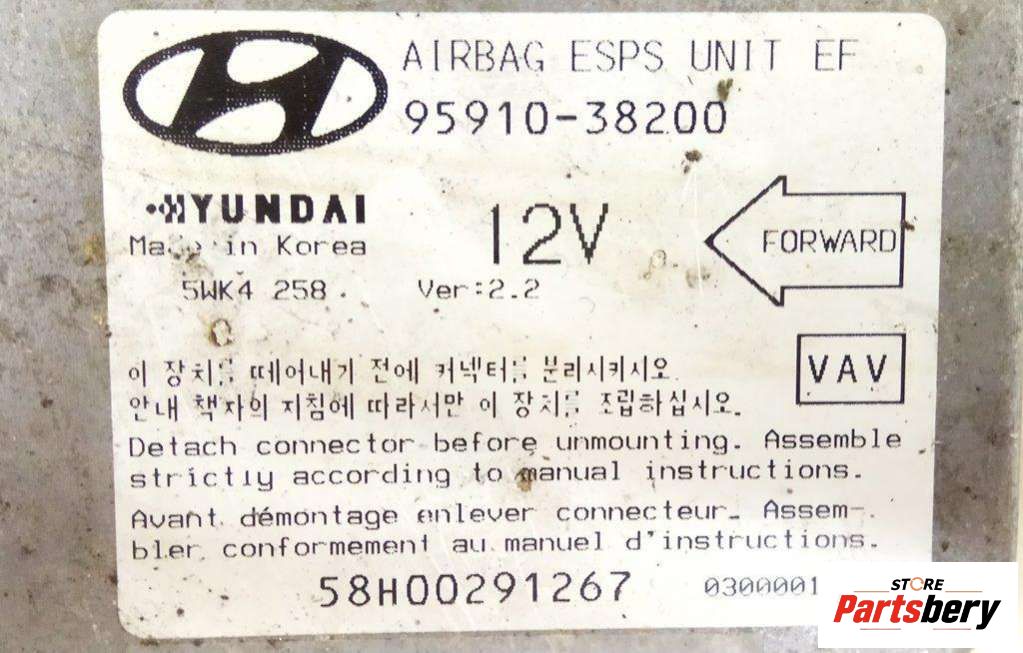 AIRBAG ESPS UNIT EF
95910-38200
HYUNDAI
Made in Korea
12V
FORWARD
5WK4 258.
Ver:2.2
VAV
이 장치를 떼어내기 전에 커넥터를 분리시키시오.
안내 책자의 지침에 따라서만 이 장치를 조립하십시오.
Detach connector before unmounting. Assemble
strictly according to manual instructions.
Avant démontage enlever connecteur. Assem-
bler conformement au manuel d'instructions.
58H00291267
0300001
STORE
Partsbery